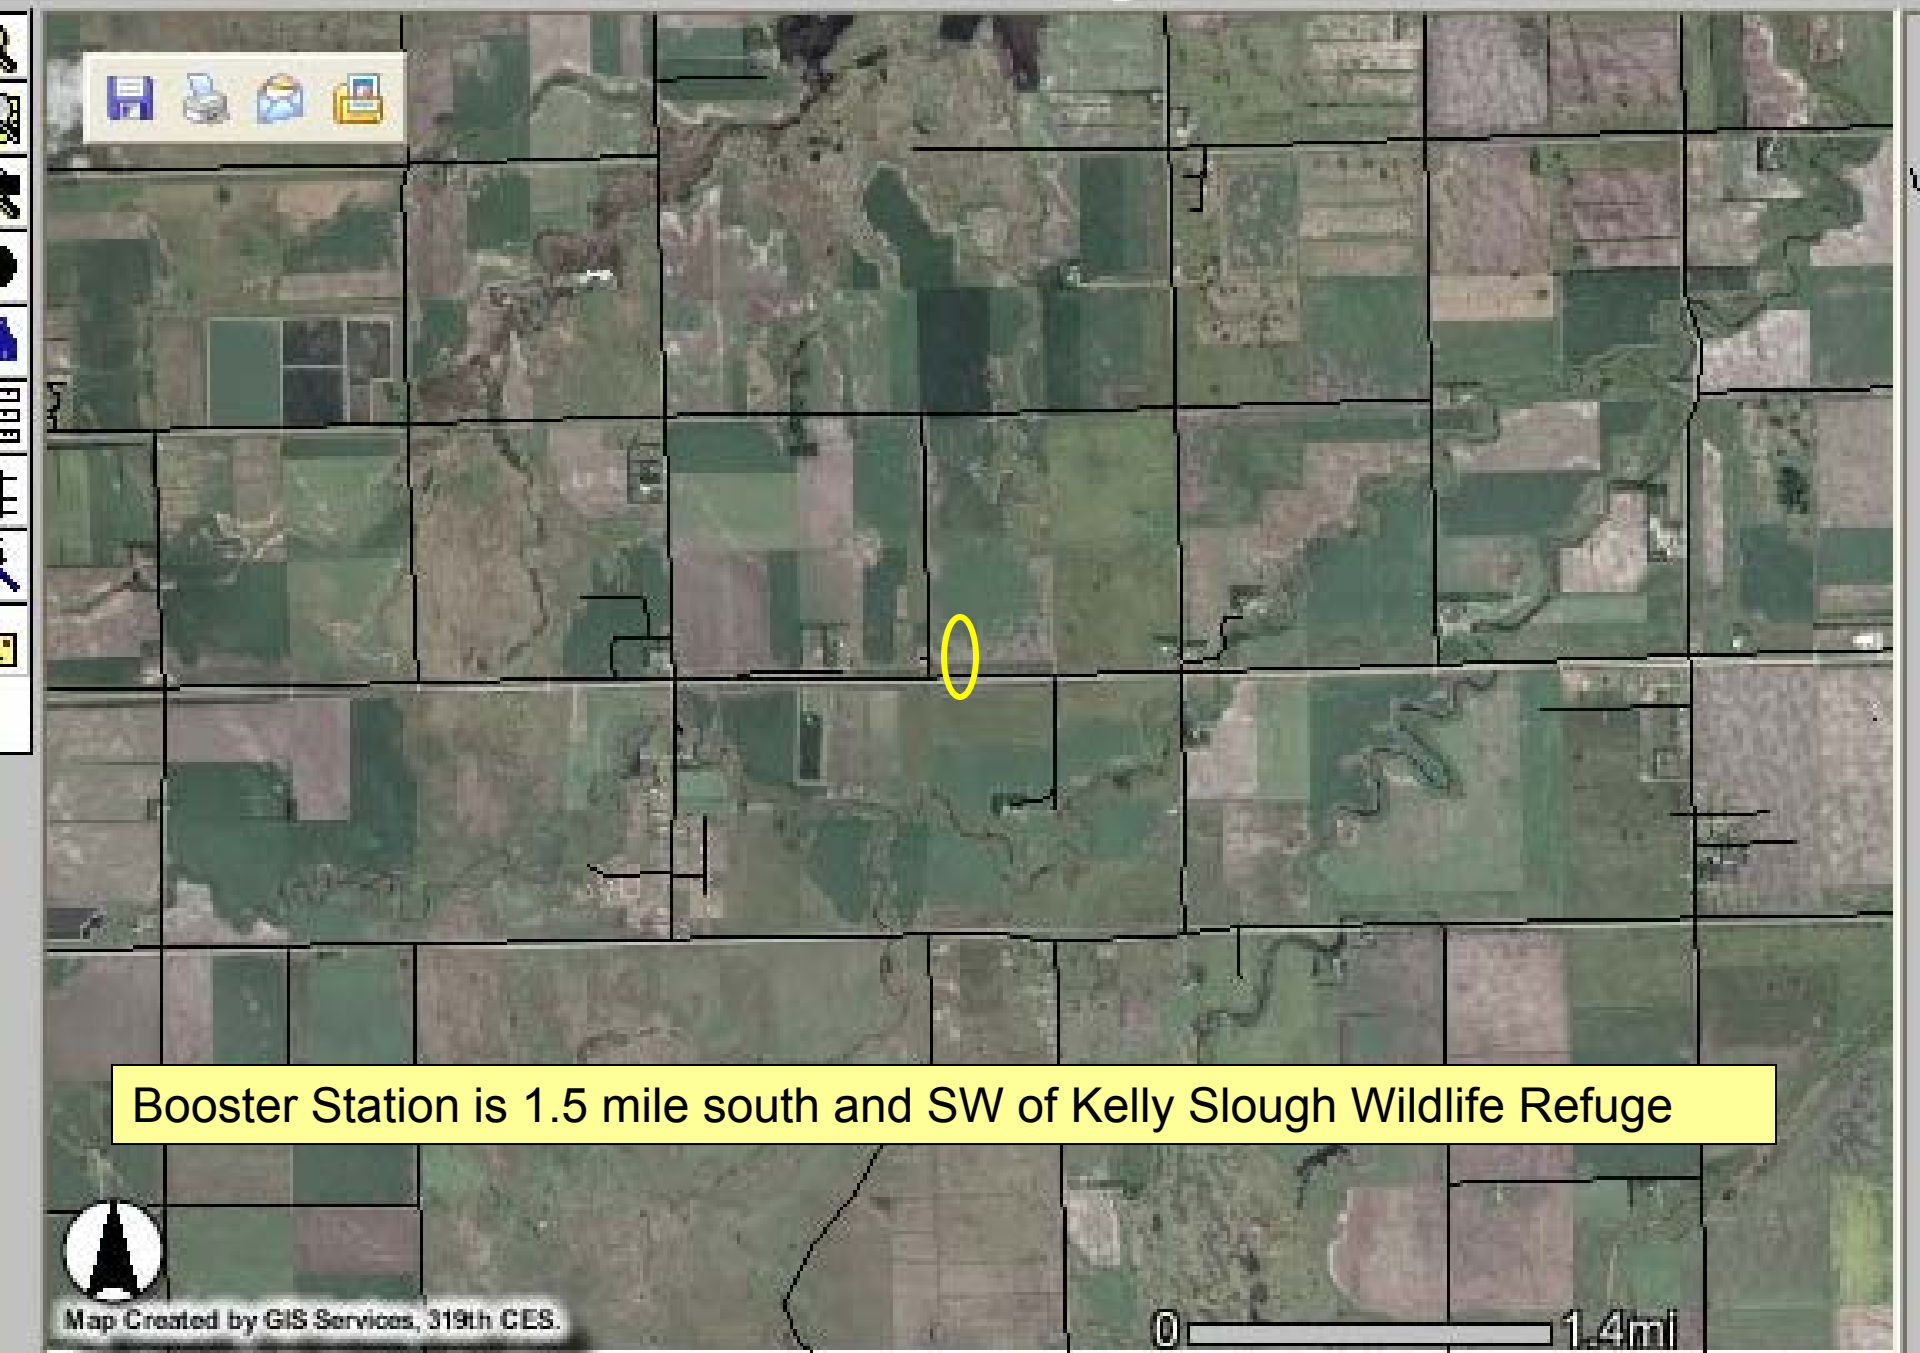 Booster Station is 1.5 mile south and SW of Kelly Slough Wildlife Refuge
Map Created by GIS Services, 319th CES.
0 1.4mi